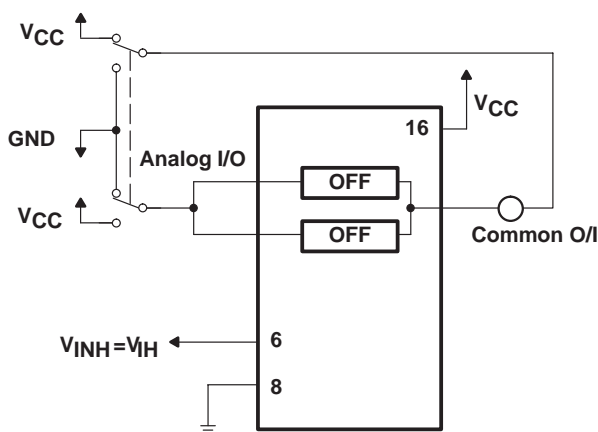 VCC
VCC
16
GND
Analog I/O
OFF
VCC
OFF
Common O/I
VINH=VIH
6
8